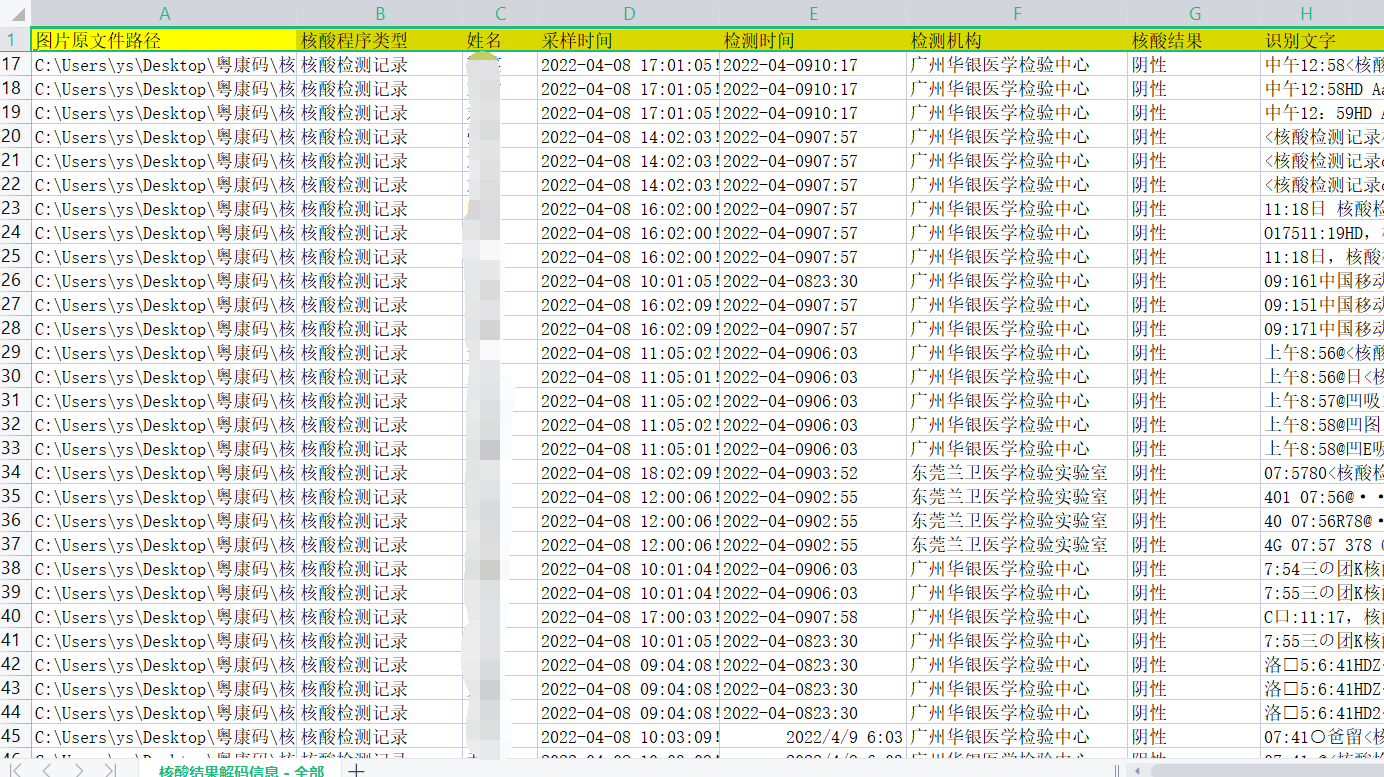 A B C D E F G H
1 图片原文件路径 核酸程序类型 姓名 采样时间 检测时间 检测机构 核酸结果 识别文字
17 C:\Users\ys\Desktop\粤康码\核 核酸检测记录 2022-04-08 17:01:05! 2022-04-0910:17 广州华银医学检验中心 阴性 中午12:58<核酸
18 C:\Users\ys\Desktop\粤康码\核 核酸检测记录 2022-04-08 17:01:05! 2022-04-0910:17 广州华银医学检验中心 阴性 中午12:58HD Aa
19 C:\Users\ys\Desktop\粤康码\核 核酸检测记录 2022-04-08 17:01:05! 2022-04-0910:17 广州华银医学检验中心 阴性 中午12: 59HD A
20 C:\Users\ys\Desktop\粤康码\核 核酸检测记录 2022-04-08 14:02:03! 2022-04-0907:57 广州华银医学检验中心 阴性 <核酸检测记录
21 C:\Users\ys\Desktop\粤康码\核 核酸检测记录 2022-04-08 14:02:03! 2022-04-0907:57 广州华银医学检验中心 阴性 <核酸检测记录
22 C:\Users\ys\Desktop\粤康码\核 核酸检测记录 2022-04-08 14:02:03! 2022-04-0907:57 广州华银医学检验中心 阴性 <核酸检测记录
23 C:\Users\ys\Desktop\粤康码\核 核酸检测记录 2022-04-08 16:02:00! 2022-04-0907:57 广州华银医学检验中心 阴性 11:18日 核酸检
24 C:\Users\ys\Desktop\粤康码\核 核酸检测记录 2022-04-08 16:02:00! 2022-04-0907:57 广州华银医学检验中心 阴性 O17511:19HD,
25 C:\Users\ys\Desktop\粤康码\核 核酸检测记录 2022-04-08 16:02:00! 2022-04-0907:57 广州华银医学检验中心 阴性 11:18日, 核酸
26 C:\Users\ys\Desktop\粤康码\核 核酸检测记录 2022-04-08 10:01:05! 2022-04-0823:30 广州华银医学检验中心 阴性 09:16l中国移动
27 C:\Users\ys\Desktop\粤康码\核 核酸检测记录 2022-04-08 16:02:09! 2022-04-0907:57 广州华银医学检验中心 阴性 09:15l中国移动
28 C:\Users\ys\Desktop\粤康码\核 核酸检测记录 2022-04-08 16:02:09! 2022-04-0907:57 广州华银医学检验中心 阴性 09:17l中国移动
29 C:\Users\ys\Desktop\粤康码\核 核酸检测记录 2022-04-08 11:05:02! 2022-04-0906:03 广州华银医学检验中心 阴性 上午8:56@<核酸
30 C:\Users\ys\Desktop\粤康码\核 核酸检测记录 2022-04-08 11:05:01! 2022-04-0906:03 广州华银医学检验中心 阴性 上午8:56@日<核
31 C:\Users\ys\Desktop\粤康码\核 核酸检测记录 2022-04-08 11:05:02! 2022-04-0906:03 广州华银医学检验中心 阴性 上午8:57@凹吸
32 C:\Users\ys\Desktop\粤康码\核 核酸检测记录 2022-04-08 11:05:02! 2022-04-0906:03 广州华银医学检验中心 阴性 上午8:58@凹图
33 C:\Users\ys\Desktop\粤康码\核 核酸检测记录 2022-04-08 11:05:01! 2022-04-0906:03 广州华银医学检验中心 阴性 上午8:58@凹E吸
34 C:\Users\ys\Desktop\粤康码\核 核酸检测记录 2022-04-08 18:02:09! 2022-04-0903:52 东莞兰卫医学检验实验室 阴性 07:5780<核酸检
35 C:\Users\ys\Desktop\粤康码\核 核酸检测记录 2022-04-08 12:00:06! 2022-04-0902:55 东莞兰卫医学检验实验室 阴性 401 07:56@··
36 C:\Users\ys\Desktop\粤康码\核 核酸检测记录 2022-04-08 12:00:06! 2022-04-0902:55 东莞兰卫医学检验实验室 阴性 40 07:56R78@·
37 C:\Users\ys\Desktop\粤康码\核 核酸检测记录 2022-04-08 12:00:06! 2022-04-0902:55 东莞兰卫医学检验实验室 阴性 4G 07:57 378
38 C:\Users\ys\Desktop\粤康码\核 核酸检测记录 2022-04-08 10:01:04! 2022-04-0906:03 广州华银医学检验中心 阴性 7:54三の团K核酸
39 C:\Users\ys\Desktop\粤康码\核 核酸检测记录 2022-04-08 10:01:04! 2022-04-0906:03 广州华银医学检验中心 阴性 7:55三の团K核酸
40 C:\Users\ys\Desktop\粤康码\核 核酸检测记录 2022-04-08 17:00:03! 2022-04-0907:58 广州华银医学检验中心 阴性 C口:11:17, 核酸
41 C:\Users\ys\Desktop\粤康码\核 核酸检测记录 2022-04-08 10:01:05! 2022-04-0823:30 广州华银医学检验中心 阴性 7:55三の团K核酸
42 C:\Users\ys\Desktop\粤康码\核 核酸检测记录 2022-04-08 09:04:08! 2022-04-0823:30 广州华银医学检验中心 阴性 洛□5:6:41HDZ
43 C:\Users\ys\Desktop\粤康码\核 核酸检测记录 2022-04-08 09:04:08! 2022-04-0823:30 广州华银医学检验中心 阴性 洛□5:6:41HDZ
44 C:\Users\ys\Desktop\粤康码\核 核酸检测记录 2022-04-08 09:04:08! 2022-04-0823:30 广州华银医学检验中心 阴性 洛□5:6:41HD2
45 C:\Users\ys\Desktop\粤康码\核 核酸检测记录 2022-04-08 10:03:09! 2022/4/9 6:03 广州华银医学检验中心 阴性 07:41〇爸留<核
核酸结果解码信息 - 全部